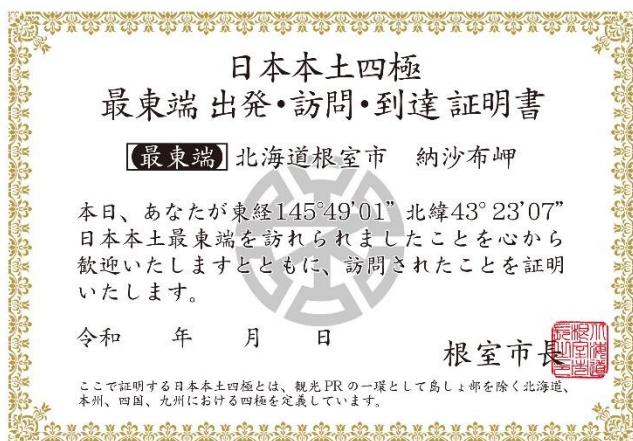 日本本土四極
最東端 出発・訪問・到達 証明書
最東端 北海道根室市 納沙布岬
本日、あなたが東経145°49’01” 北緯43°23’07”
日本本土最東端を訪れられましたことを心から
歓迎いたしますとともに、訪問されたことを証明
いたします。
令和 年 月 日
根室市長
ここで証明する日本本土四極とは、観光PRの一環として島しょ部を除く北海道、
本州、四国、九州における四極を定義しています。